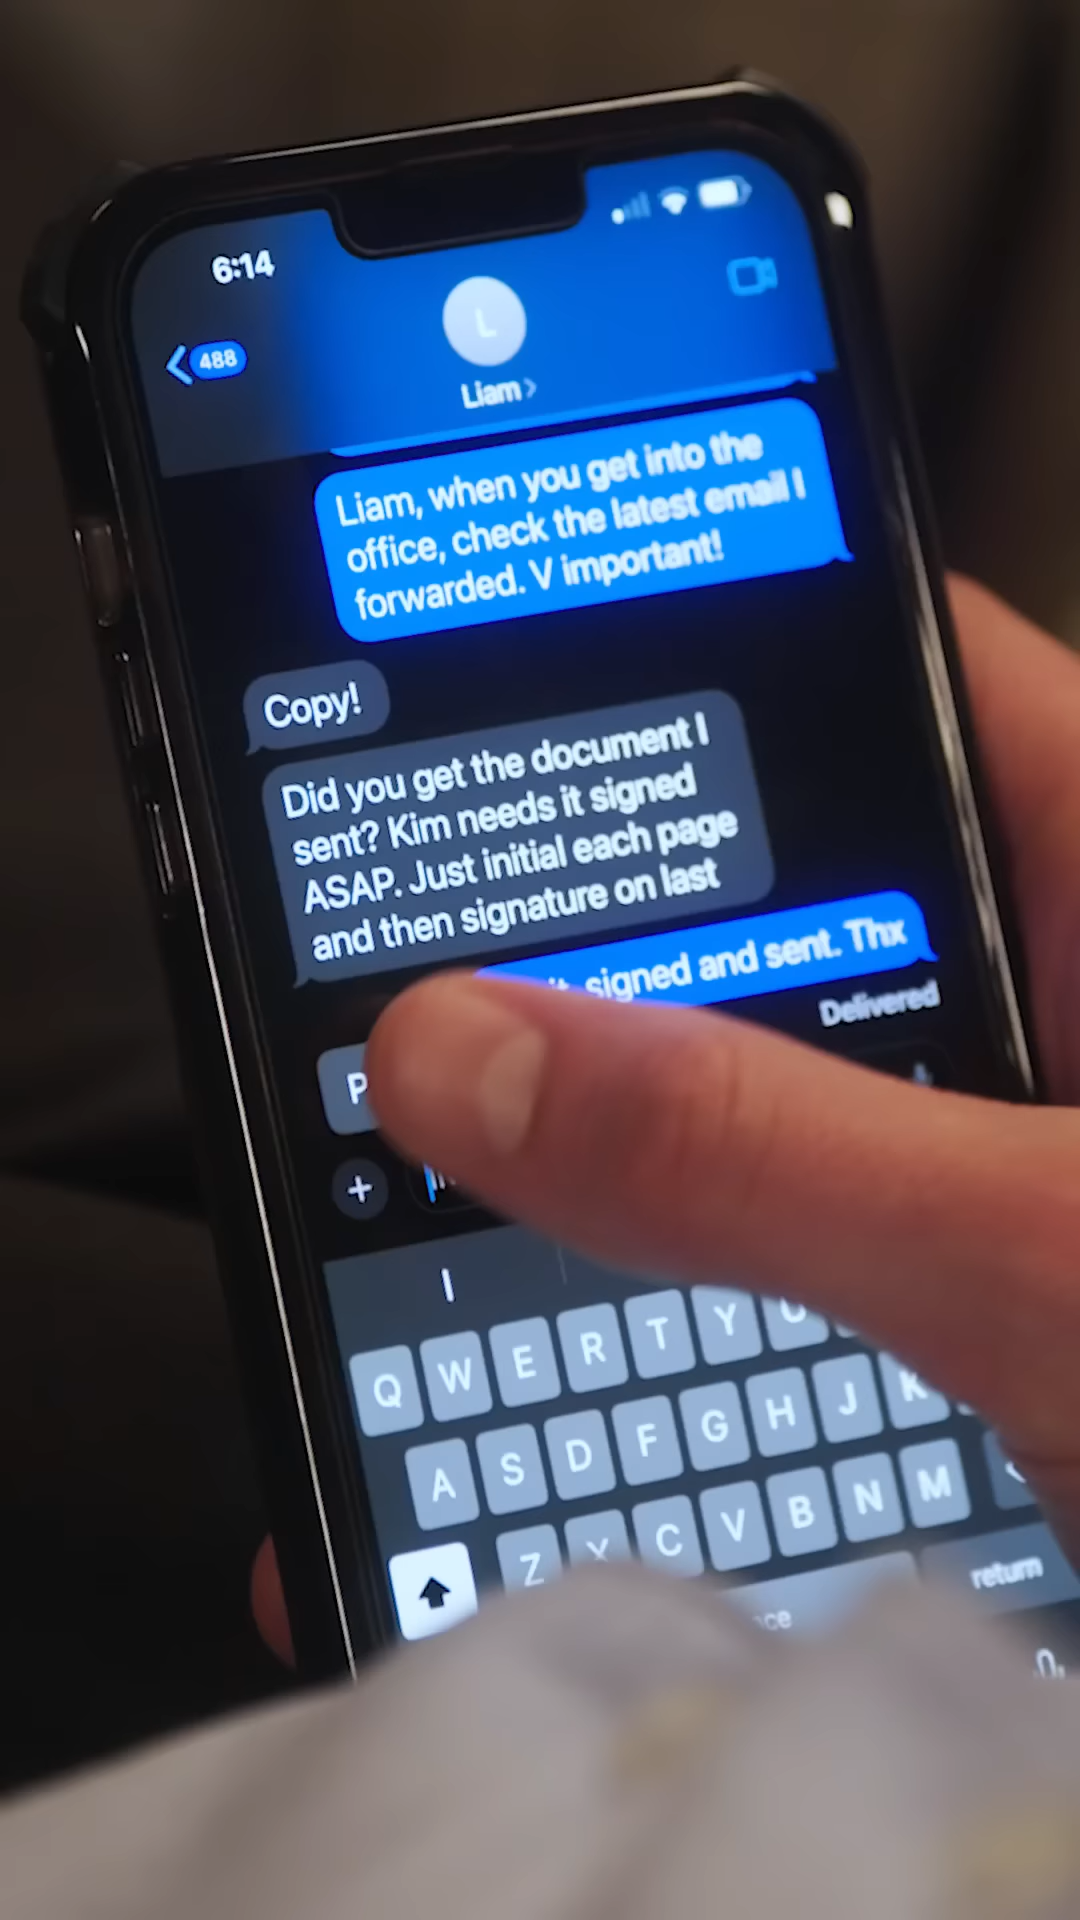 6:14
488
L
Liam
Liam, when you get into the
office, check the latest email I
forwarded. V important!
Copy!
Did you get the document I
sent? Kim needs it signed
ASAP. Just initial each page
and then signature on last
signed and sent. Thx
Delivered
I
Q W E R T Y
A S D F G H J K
Z X C V B N M
return